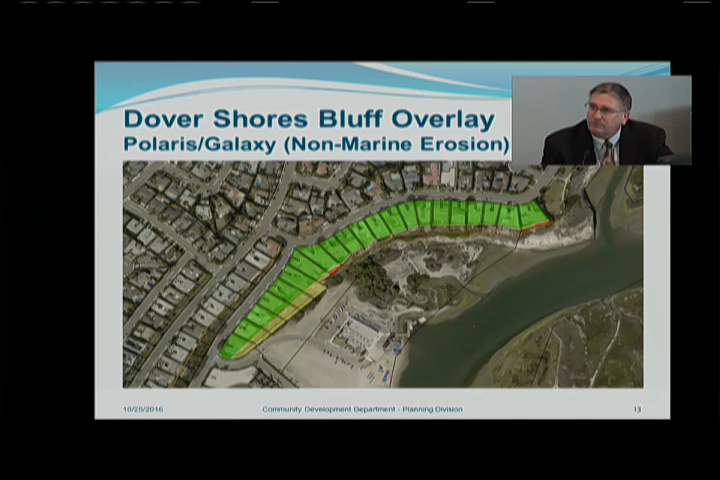 Dover Shores Bluff Overlay
Polaris/Galaxy (Non-Marine Erosion)
10/25/2016
Community Development Department - Planning Division
13